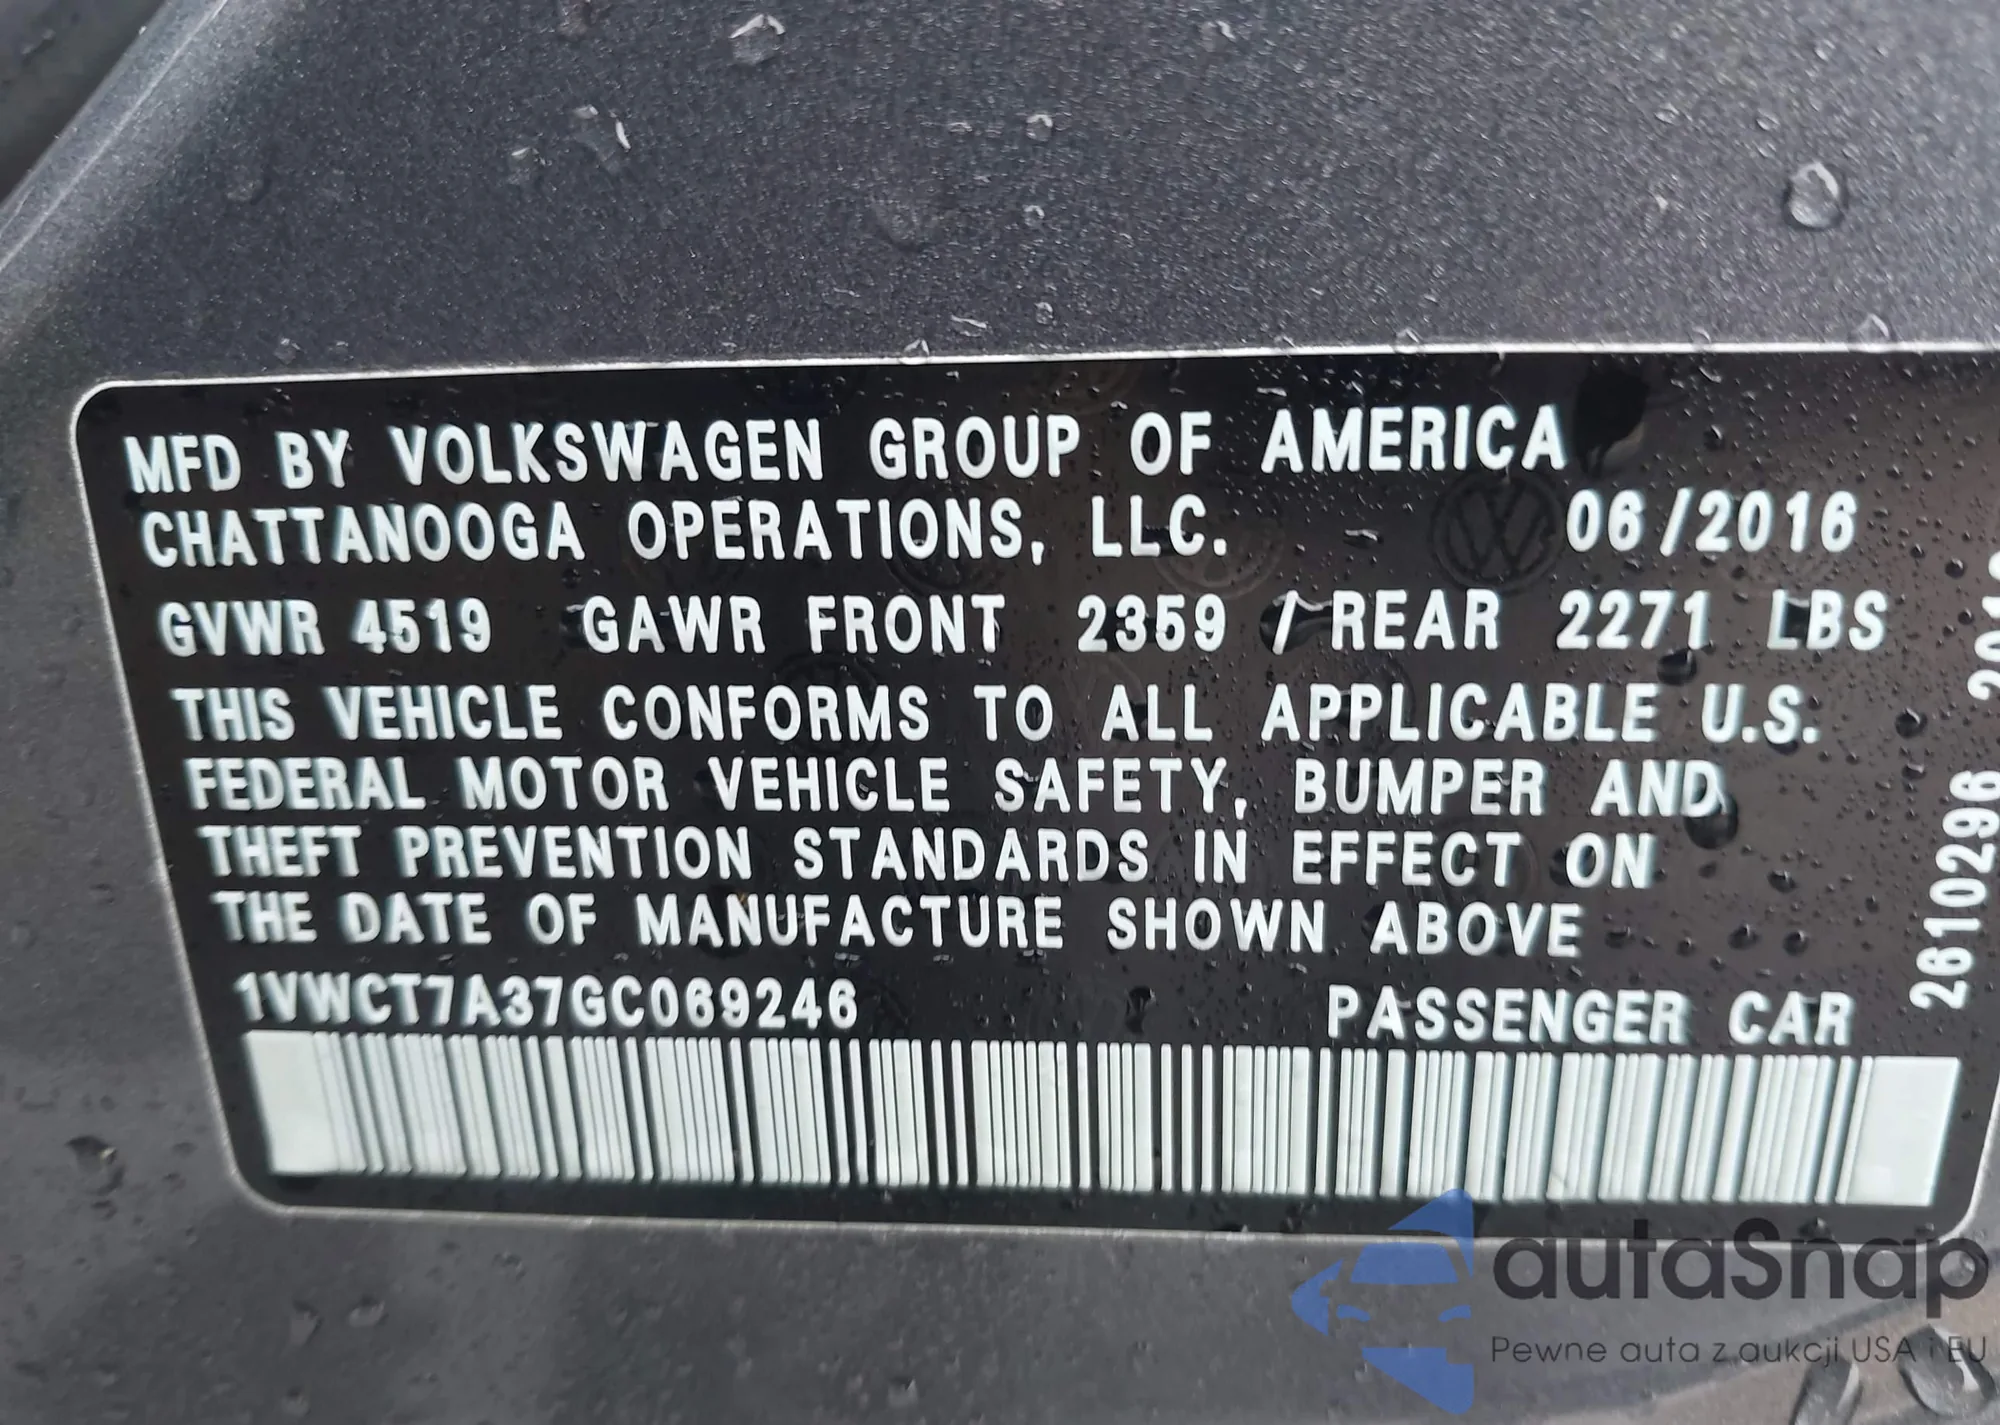 MFD BY VOLKSWAGEN GROUP OF AMERICA
CHATTANOOGA OPERATIONS, LLC. 06/2016
GVWR 4519 GAWR FRONT 2359 / REAR 2271 LBS
THIS VEHICLE CONFORMS TO ALL APPLICABLE U.S.
FEDERAL MOTOR VEHICLE SAFETY, BUMPER AND
THEFT PREVENTION STANDARDS IN EFFECT ON
THE DATE OF MANUFACTURE SHOWN ABOVE
1VWCT7A37GC069246 PASSENGER CAR
2610296
autaSnap
Pewne auta z aukcji USA i EU